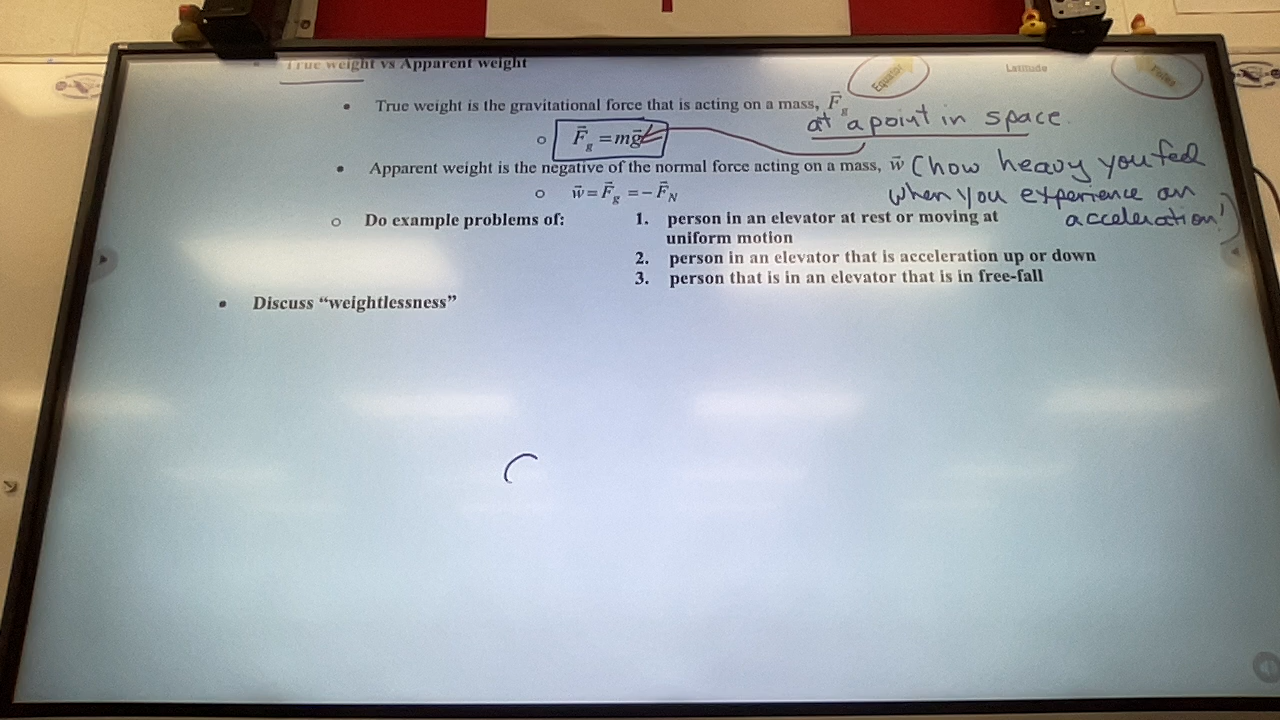 True weight vs Apparent weight
Equator
Latitude
Poles
• True weight is the gravitational force that is acting on a mass, F⃗g
at a point in space.
o F⃗g = mg⃗
• Apparent weight is the negative of the normal force acting on a mass, w⃗ (how heavy you feel
o w⃗ = F⃗g = −F⃗N
when you experience an
acceleration!)
o Do example problems of:
1. person in an elevator at rest or moving at
uniform motion
2. person in an elevator that is acceleration up or down
3. person that is in an elevator that is in free-fall
• Discuss “weightlessness”